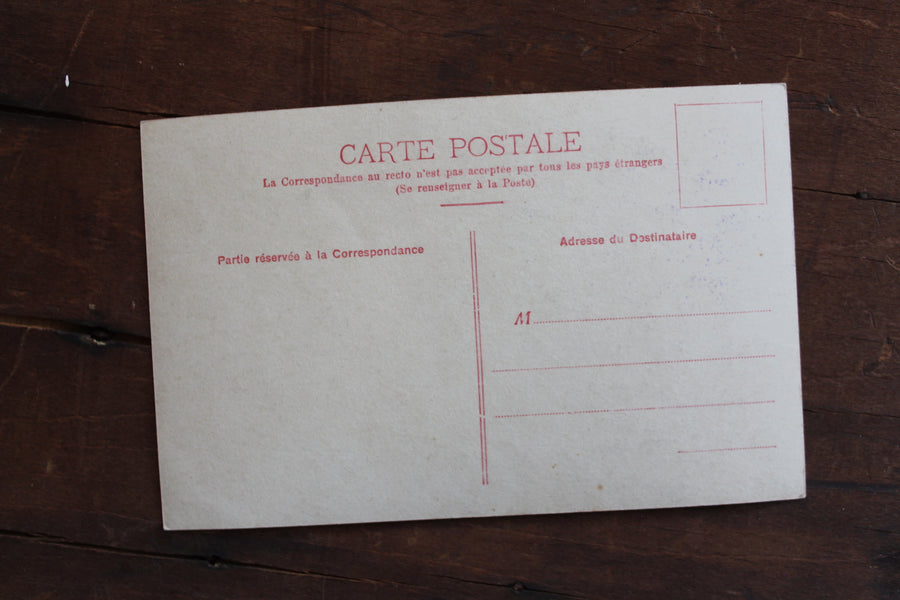 CARTE POSTALE
La Correspondance au recto n'est pas acceptée par tous les pays étrangers
(Se renseigner à la Poste)
Partie réservée à la Correspondance
Adresse du Destinataire
M